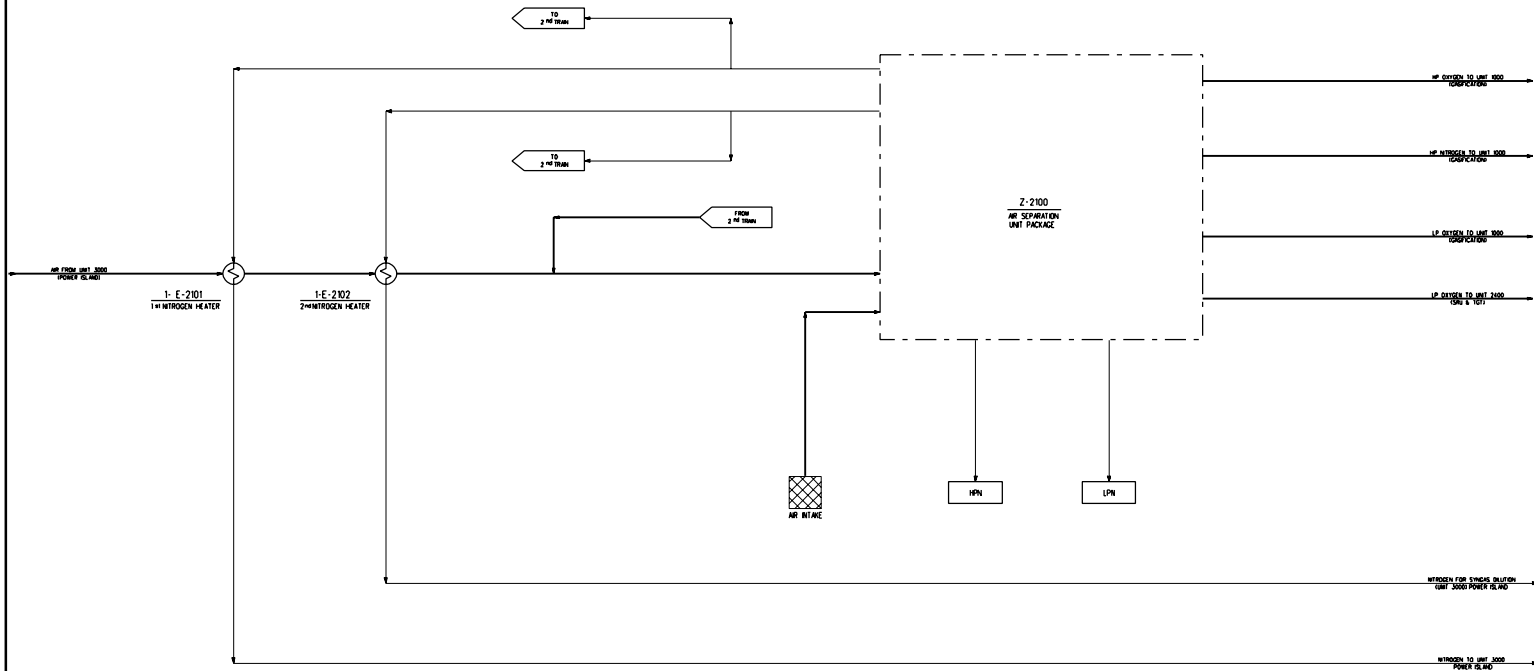 TO
2nd TRAIN
HP OXYGEN TO UNIT 1000
(GASIFICATION)
TO
2nd TRAIN
HP NITROGEN TO UNIT 1000
(GASIFICATION)
FROM
2nd TRAIN
Z-2100
AIR SEPARATION
UNIT PACKAGE
LP OXYGEN TO UNIT 1000
(GASIFICATION)
AIR FROM UNIT 3000
(POWER ISLAND)
1- E-2101
1st NITROGEN HEATER
1-E-2102
2nd NITROGEN HEATER
LP OXYGEN TO UNIT 2400
(SRU & TGT)
AIR INTAKE
HPN
LPN
NITROGEN FOR SYNGAS DILUTION
(UNIT 3000) POWER ISLAND
NITROGEN TO UNIT 3000
POWER ISLAND